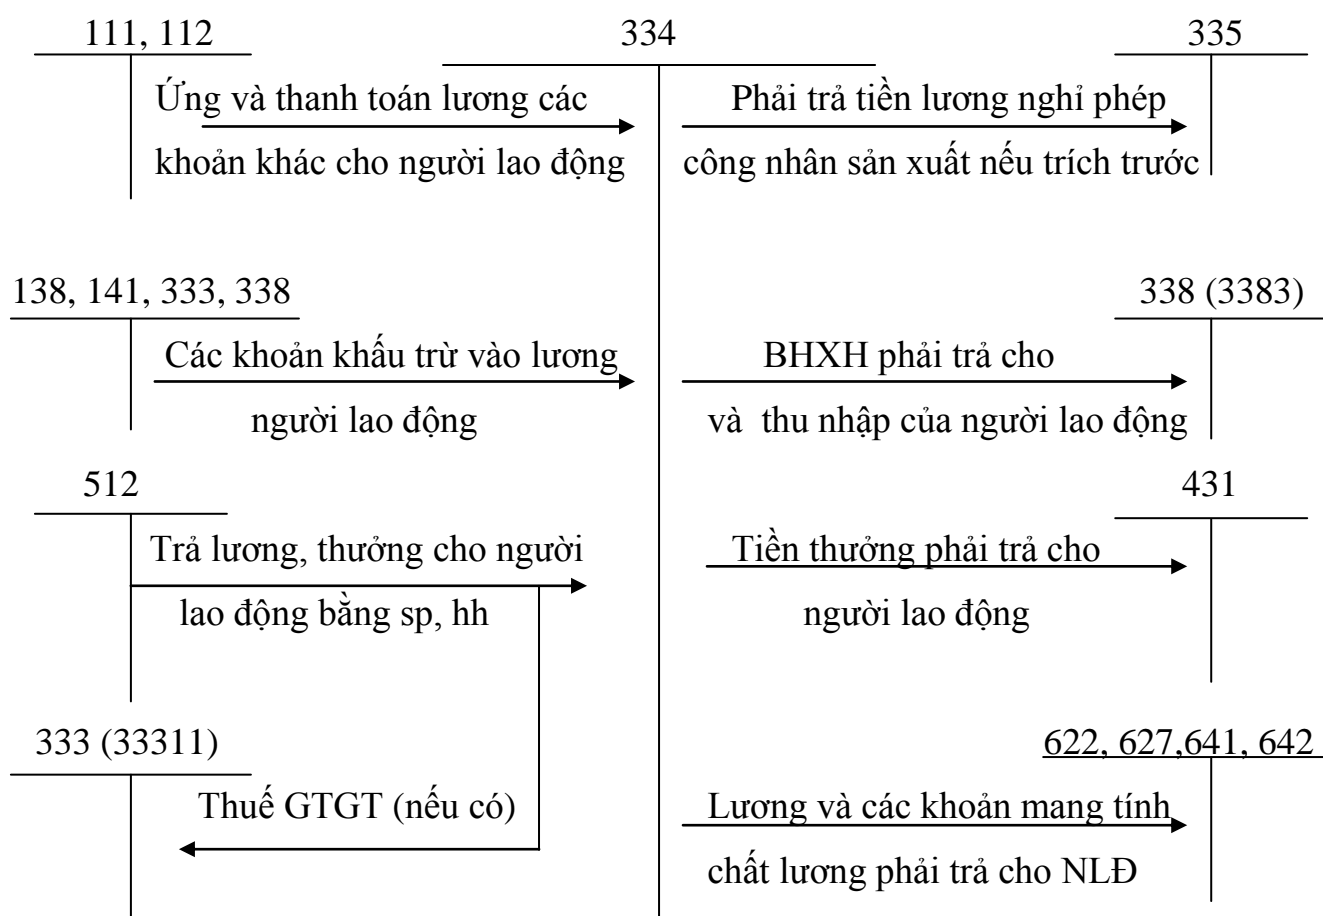 111, 112
334
335
Ứng và thanh toán lương các
khoản khác cho người lao động
Phải trả tiền lương nghỉ phép
công nhân sản xuất nếu trích trước
138, 141, 333, 338
338 (3383)
Các khoản khấu trừ vào lương
người lao động
BHXH phải trả cho
và thu nhập của người lao động
512
431
Trả lương, thưởng cho người
lao động bằng sp, hh
Tiền thưởng phải trả cho
người lao động
333 (33311)
622, 627,641, 642
Thuế GTGT (nếu có)
Lương và các khoản mang tính
chất lương phải trả cho NLĐ